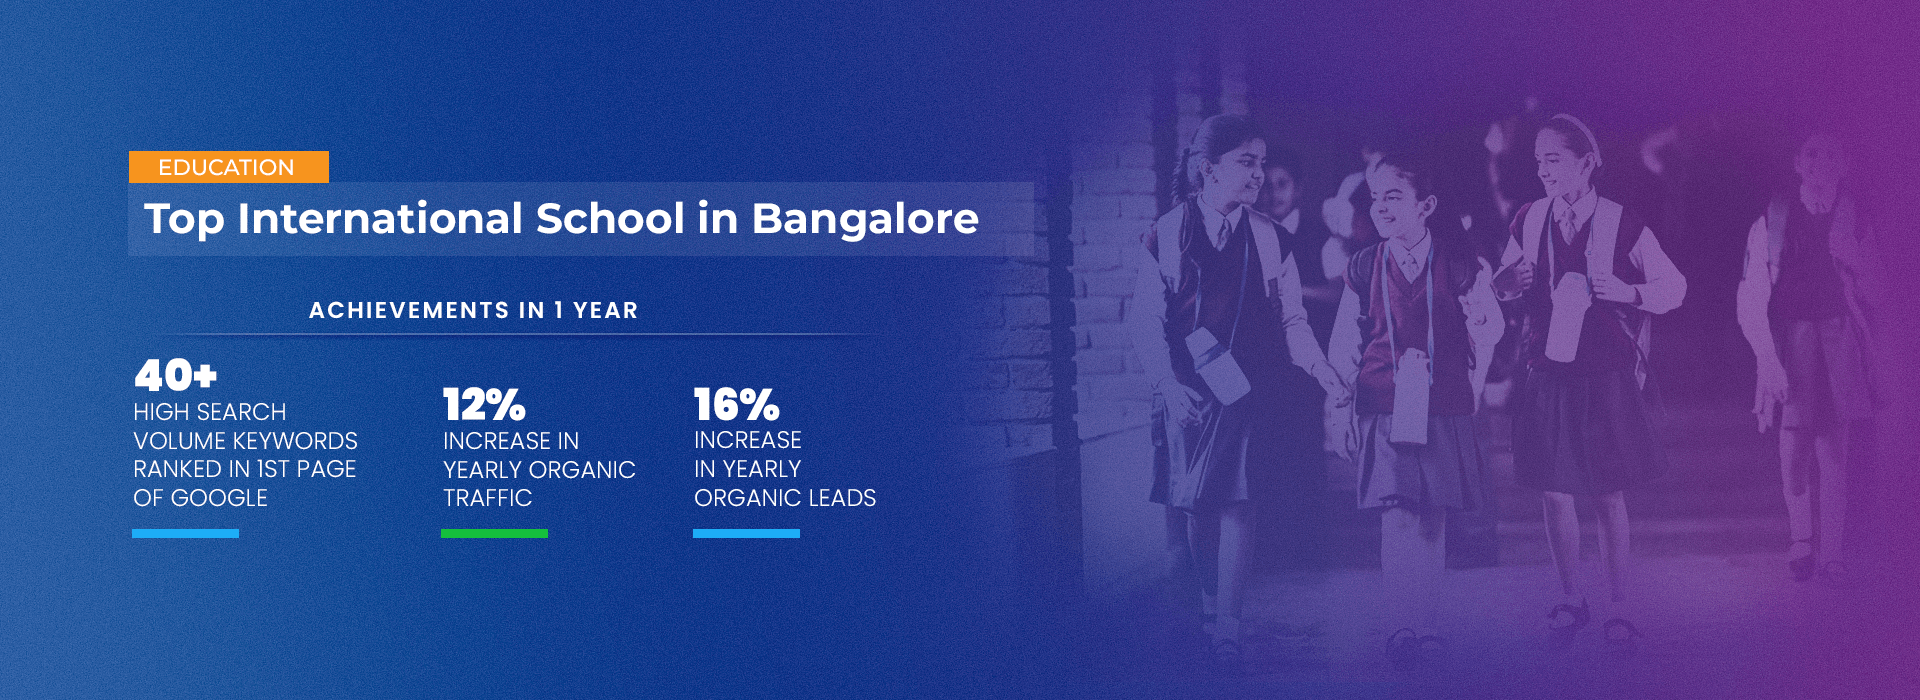 EDUCATION
Top International School in Bangalore
ACHIEVEMENTS IN 1 YEAR
40+
HIGH SEARCH
VOLUME KEYWORDS
RANKED IN 1ST PAGE
OF GOOGLE
12%
INCREASE IN
YEARLY ORGANIC
TRAFFIC
16%
INCREASE
IN YEARLY
ORGANIC LEADS